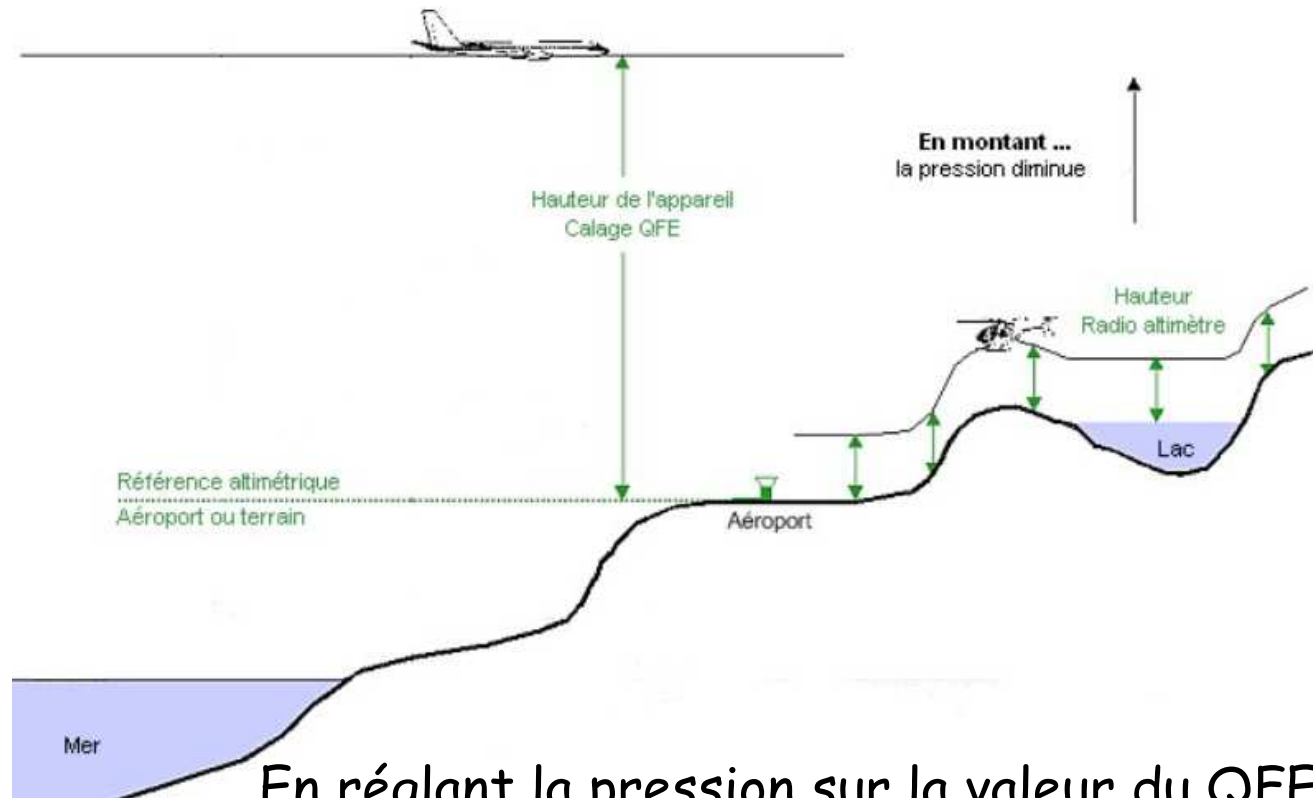 En montant ...
la pression diminue
Hauteur de l'appareil
Calage QFE
Hauteur
Radio altimètre
Lac
Référence altimétrique
Aéroport ou terrain
Aéroport
Mer
En réglant la pression sur la valeur du QFE